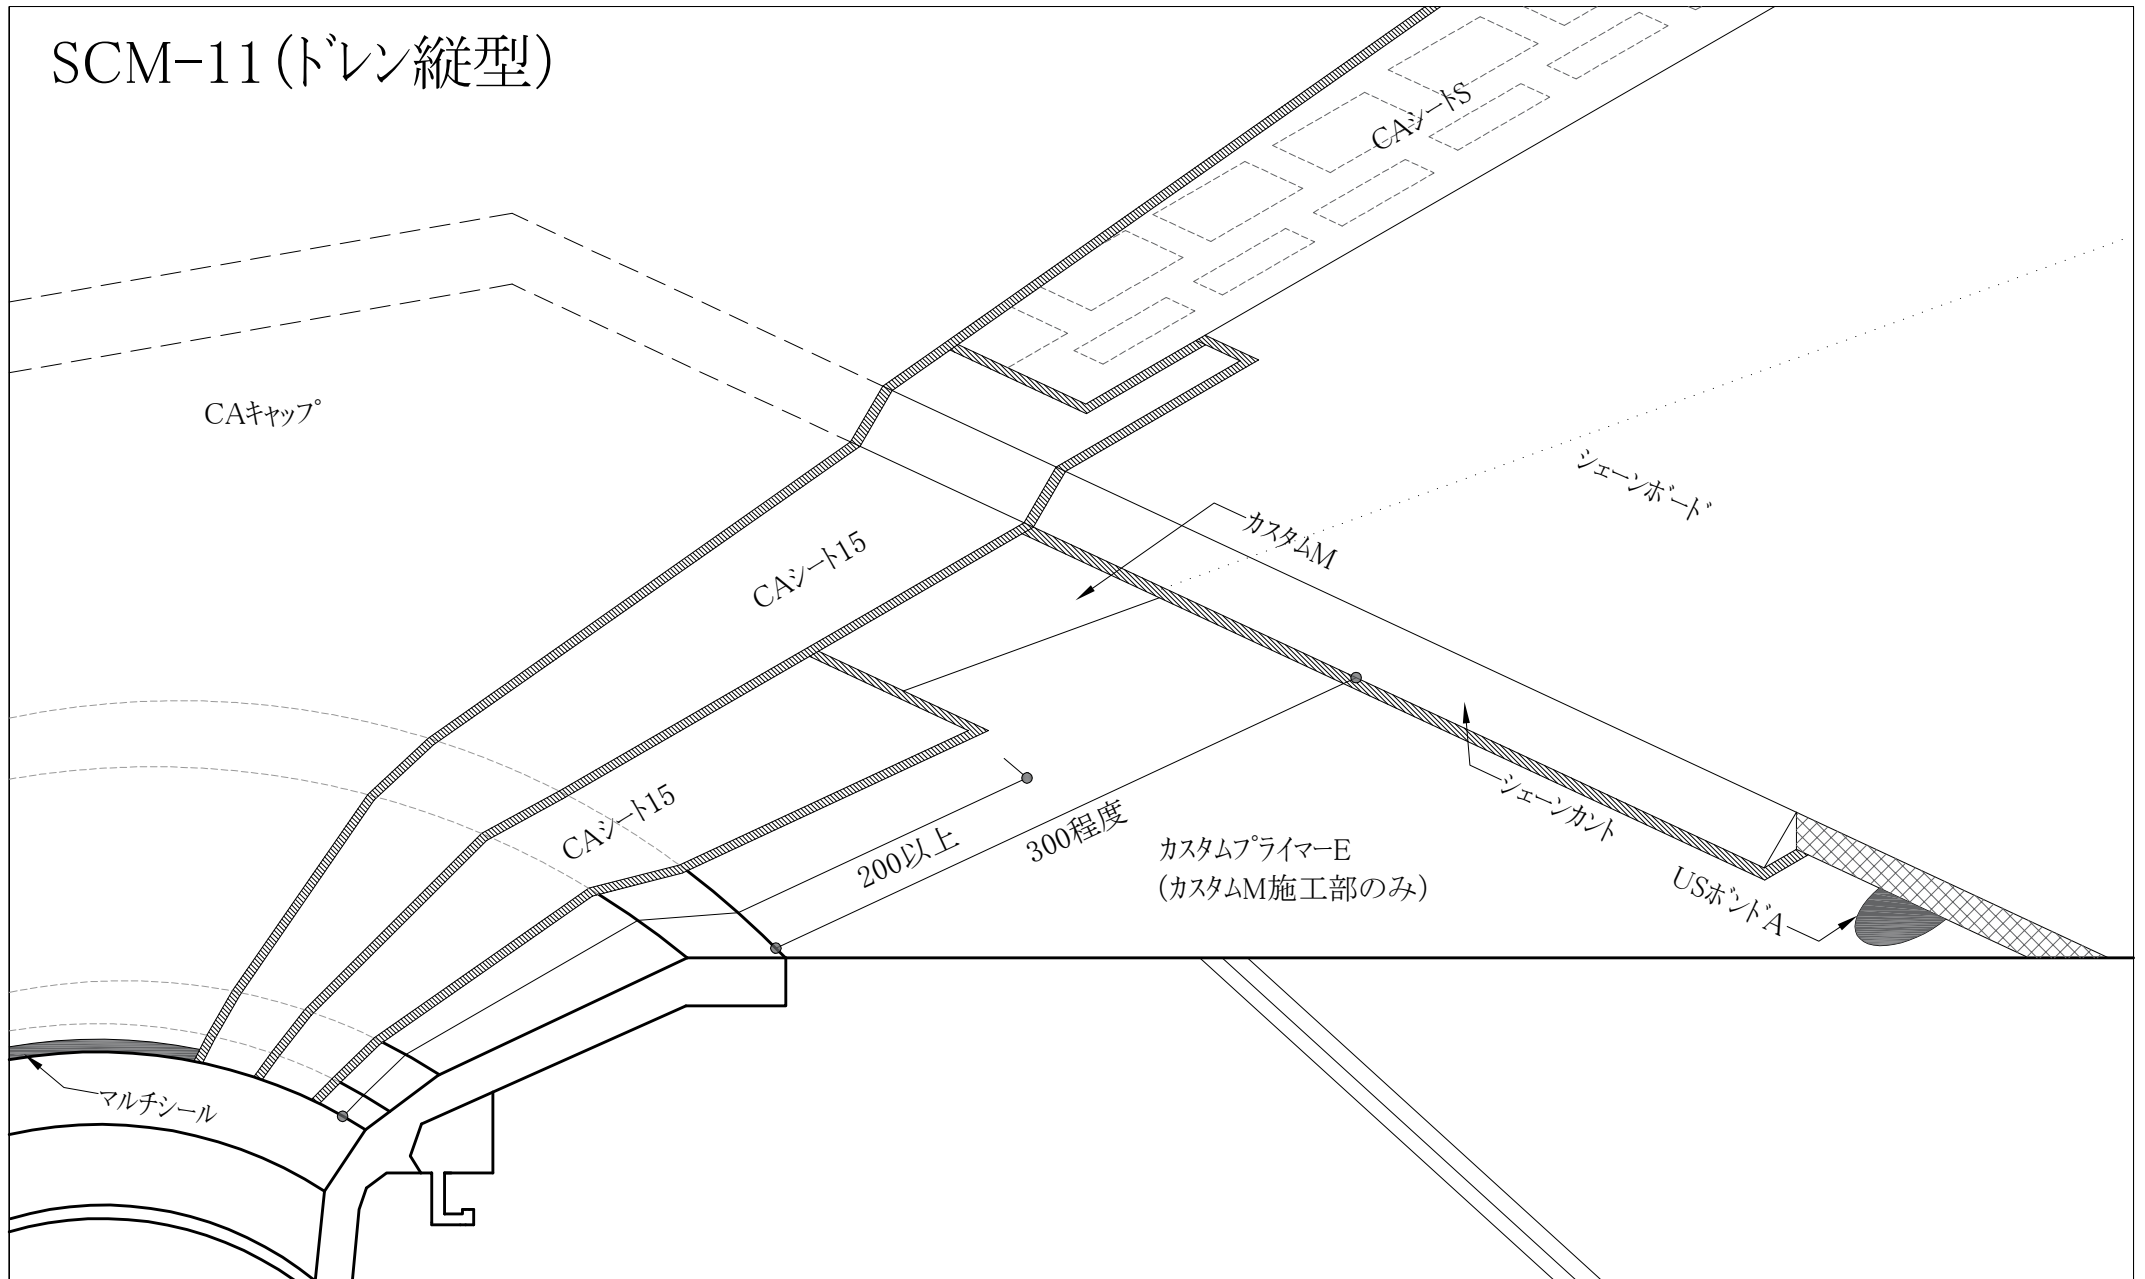 SCM-11(ドレン縦型)
CAシートS
CAキャップ
シェーンボード
カスタムM
CAシート15
CAシート15
シェーンカント
200以上
300程度
カスタムプライマーE
(カスタムM施工部のみ)
USボンドA
マルチシール